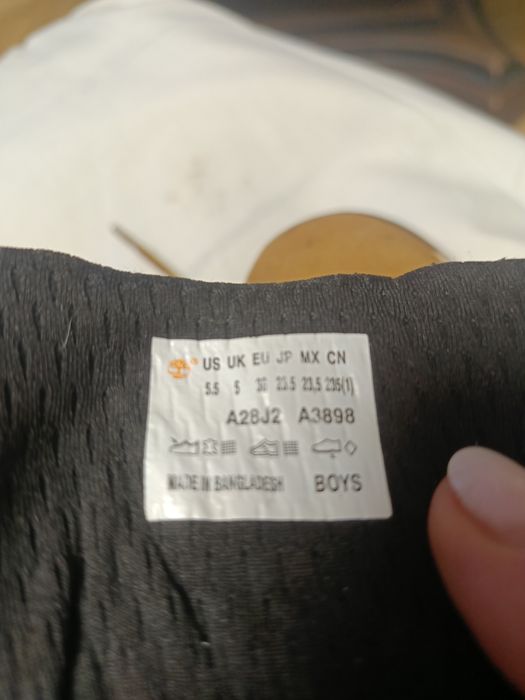 US UK EU JP MX CN
5.5 5 38 23.5 23,5 235(1)
A28J2 A3898
MADE IN BANGLADESH BOYS